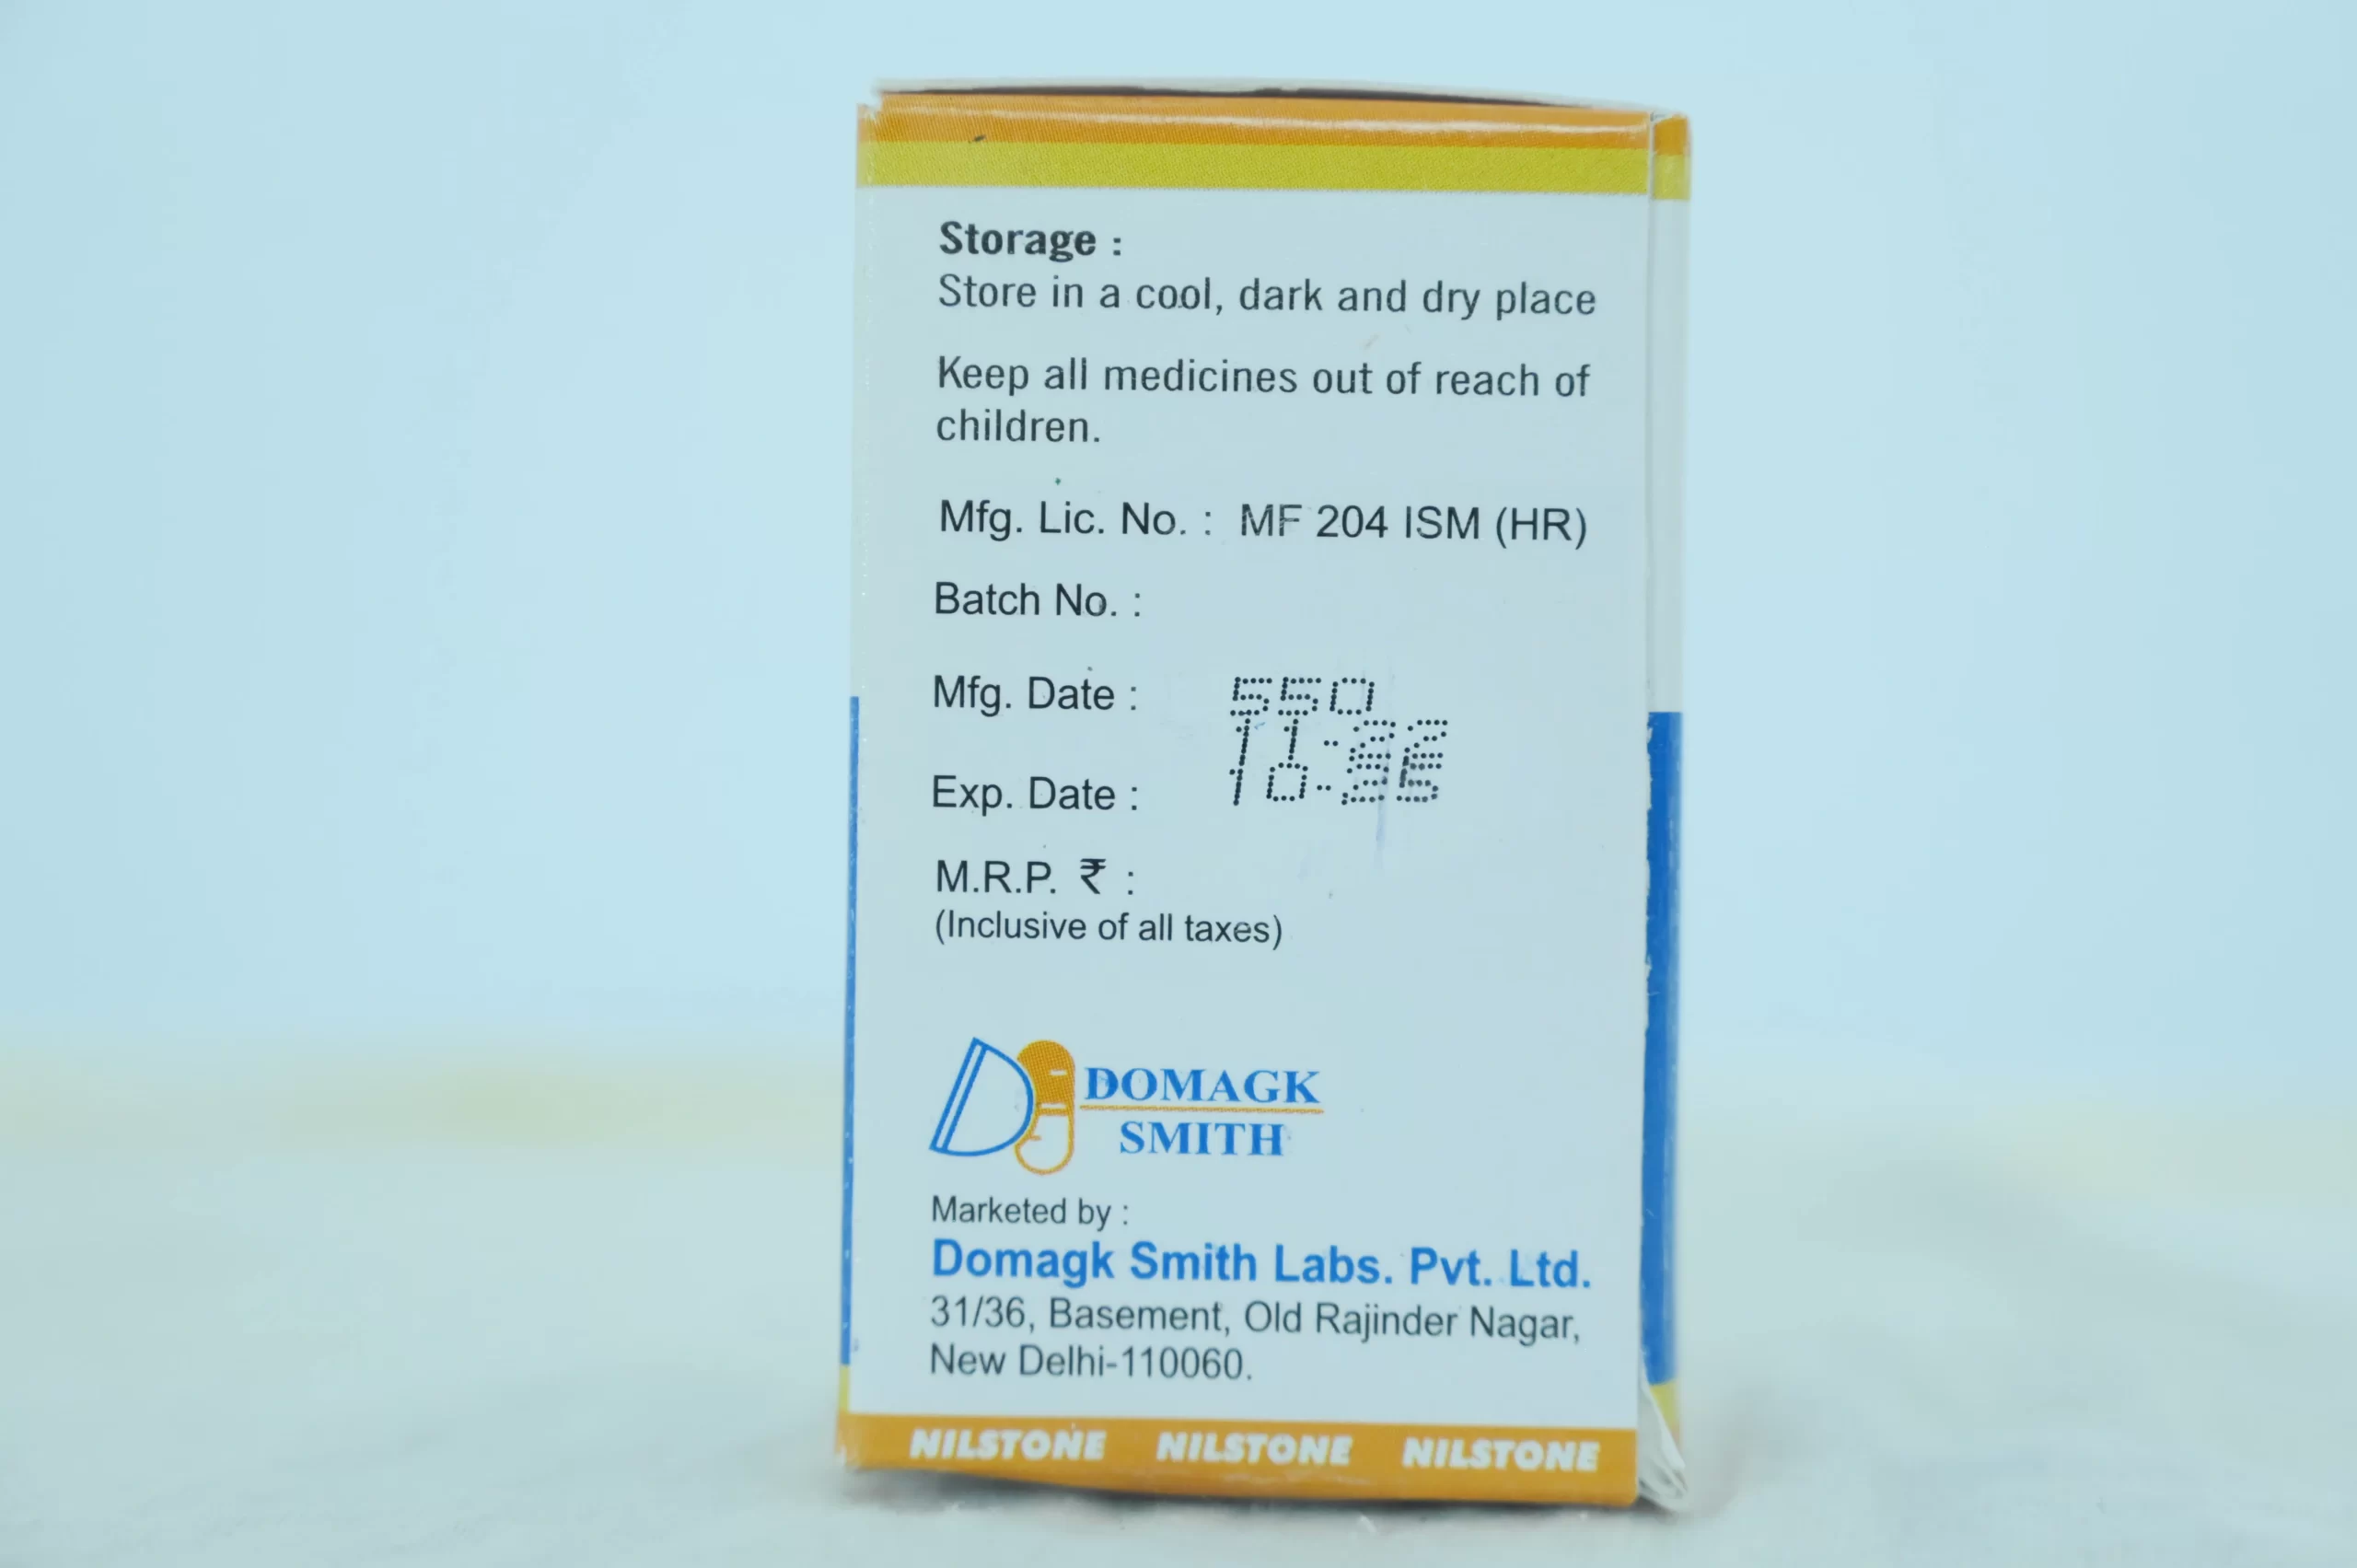 Storage :
Store in a cool, dark and dry place
Keep all medicines out of reach of
children.
Mfg. Lic. No. : MF 204 ISM (HR)
Batch No. :
Mfg. Date : 550
11-22
Exp. Date : 10-25
M.R.P. ₹ :
(Inclusive of all taxes)
DOMAGK
SMITH
Marketed by :
Domagk Smith Labs. Pvt. Ltd.
31/36, Basement, Old Rajinder Nagar,
New Delhi-110060.
NILSTONE NILSTONE NILSTONE